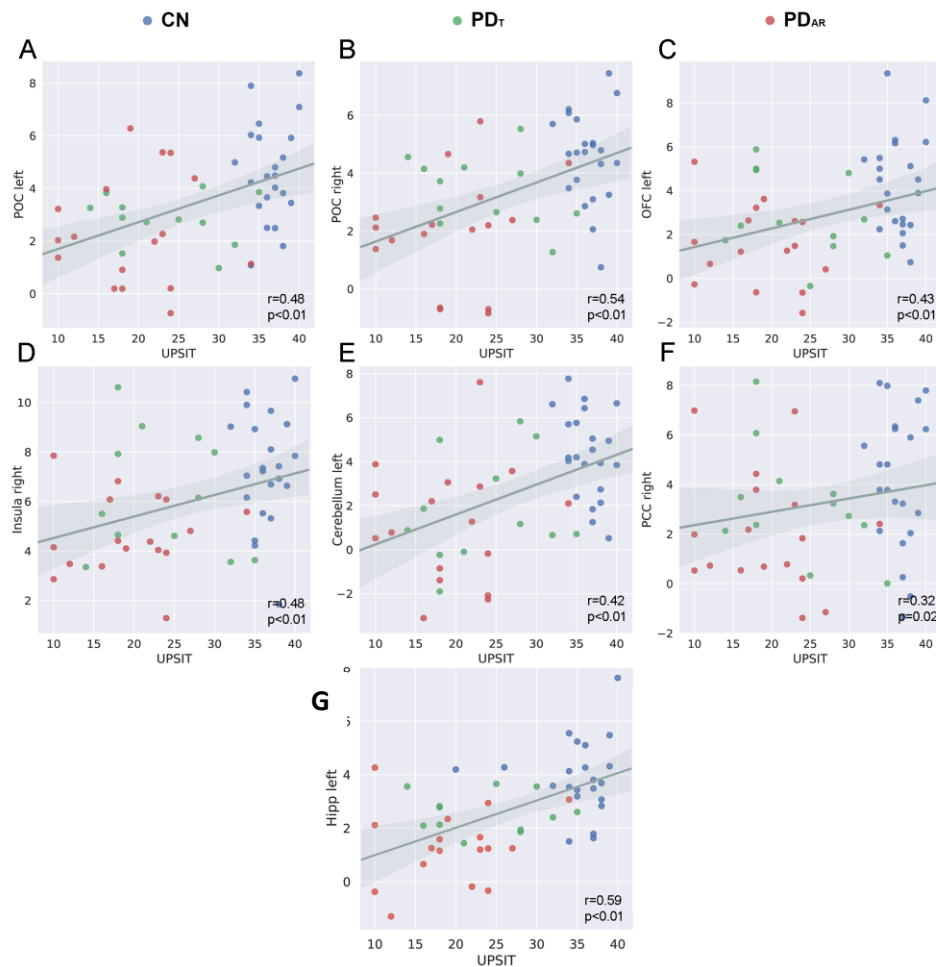 CN PD_T PD_AR
A B C
8
6
4
2
0
POC left
10 15 20 25 30 35 40
UPSIT
r=0.48
p<0.01
6
4
2
0
POC right
10 15 20 25 30 35 40
UPSIT
r=0.54
p<0.01
8
6
4
2
0
−2
OFC left
10 15 20 25 30 35 40
UPSIT
r=0.43
p<0.01
D E F
10
8
6
4
2
Insula right
10 15 20 25 30 35 40
UPSIT
r=0.48
p<0.01
8
6
4
2
0
−2
Cerebellum left
10 15 20 25 30 35 40
UPSIT
r=0.42
p<0.01
8
6
4
2
0
−2
PCC right
10 15 20 25 30 35 40
UPSIT
r=0.32
p=0.02
G
8
6
4
2
0
Hipp left
10 15 20 25 30 35 40
UPSIT
r=0.59
p<0.01